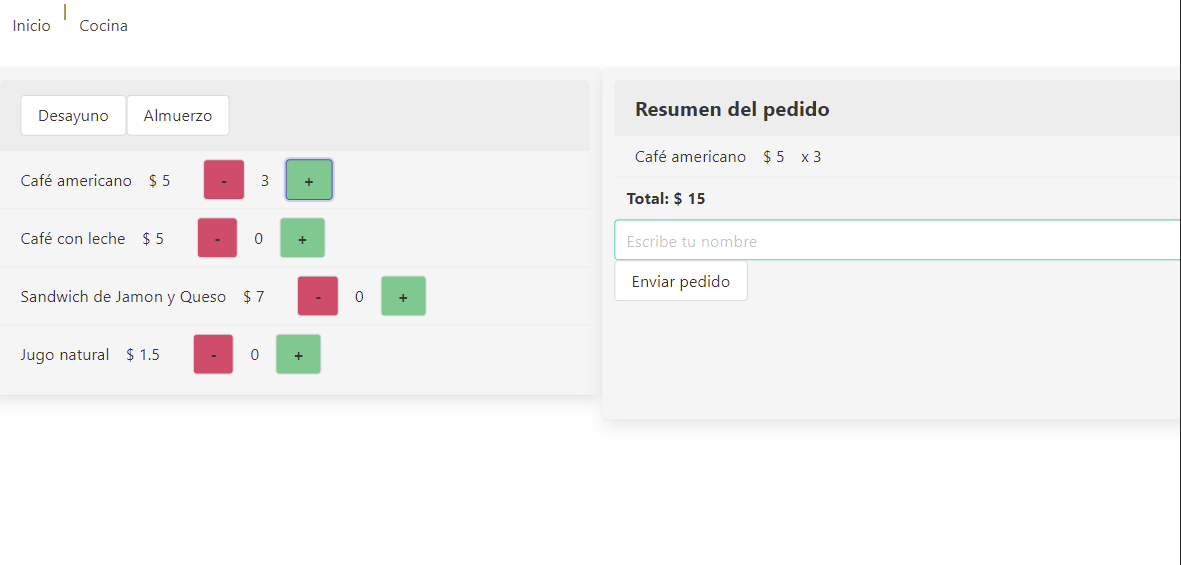 Inicio Cocina
Desayuno Almuerzo
Café americano $ 5 - 3 +
Café con leche $ 5 - 0 +
Sandwich de Jamon y Queso $ 7 - 0 +
Jugo natural $ 1.5 - 0 +
Resumen del pedido
Café americano $ 5 x 3
Total: $ 15
Escribe tu nombre
Enviar pedido